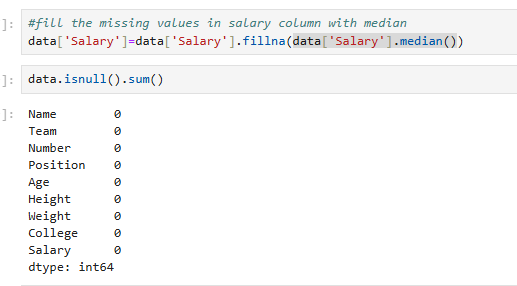 ]: #fill the missing values in salary column with median
data['Salary']=data['Salary'].fillna(data['Salary'].median())
]: data.isnull().sum()
]: Name 0
Team 0
Number 0
Position 0
Age 0
Height 0
Weight 0
College 0
Salary 0
dtype: int64